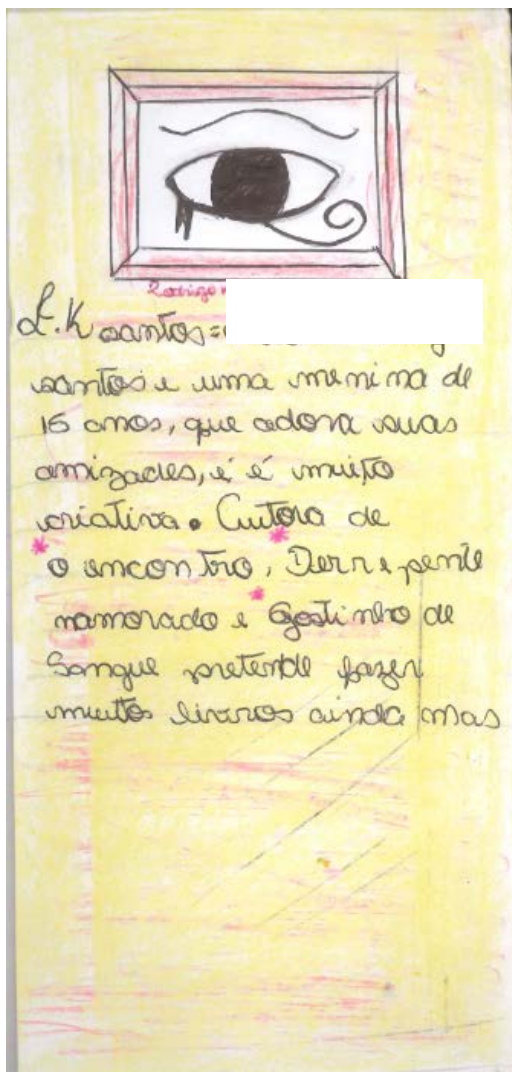 Rodrigo
L.K santos=
santos é uma menina de
15 anos, que adora suas
amizades, e é muito
criativa. Autora de
* o encontro, * Derrepente
namorado e * Gostinho de
Sangue pretende fazer
muitos livros ainda mas